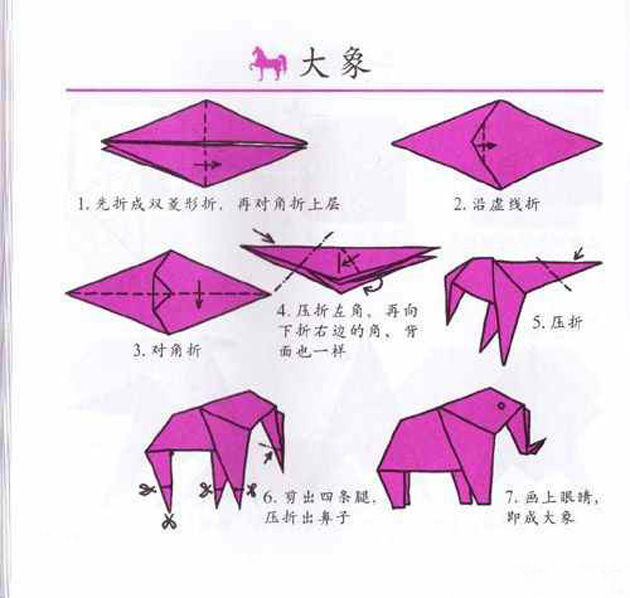 大象
1. 先折成双菱形折，再对角折上层
2. 沿虚线折
3. 对角折
4. 压折左角，再向
下折右边的角、背
面也一样
5. 压折
6. 剪出四条腿，
压折出鼻子
7. 画上眼睛，
即成大象